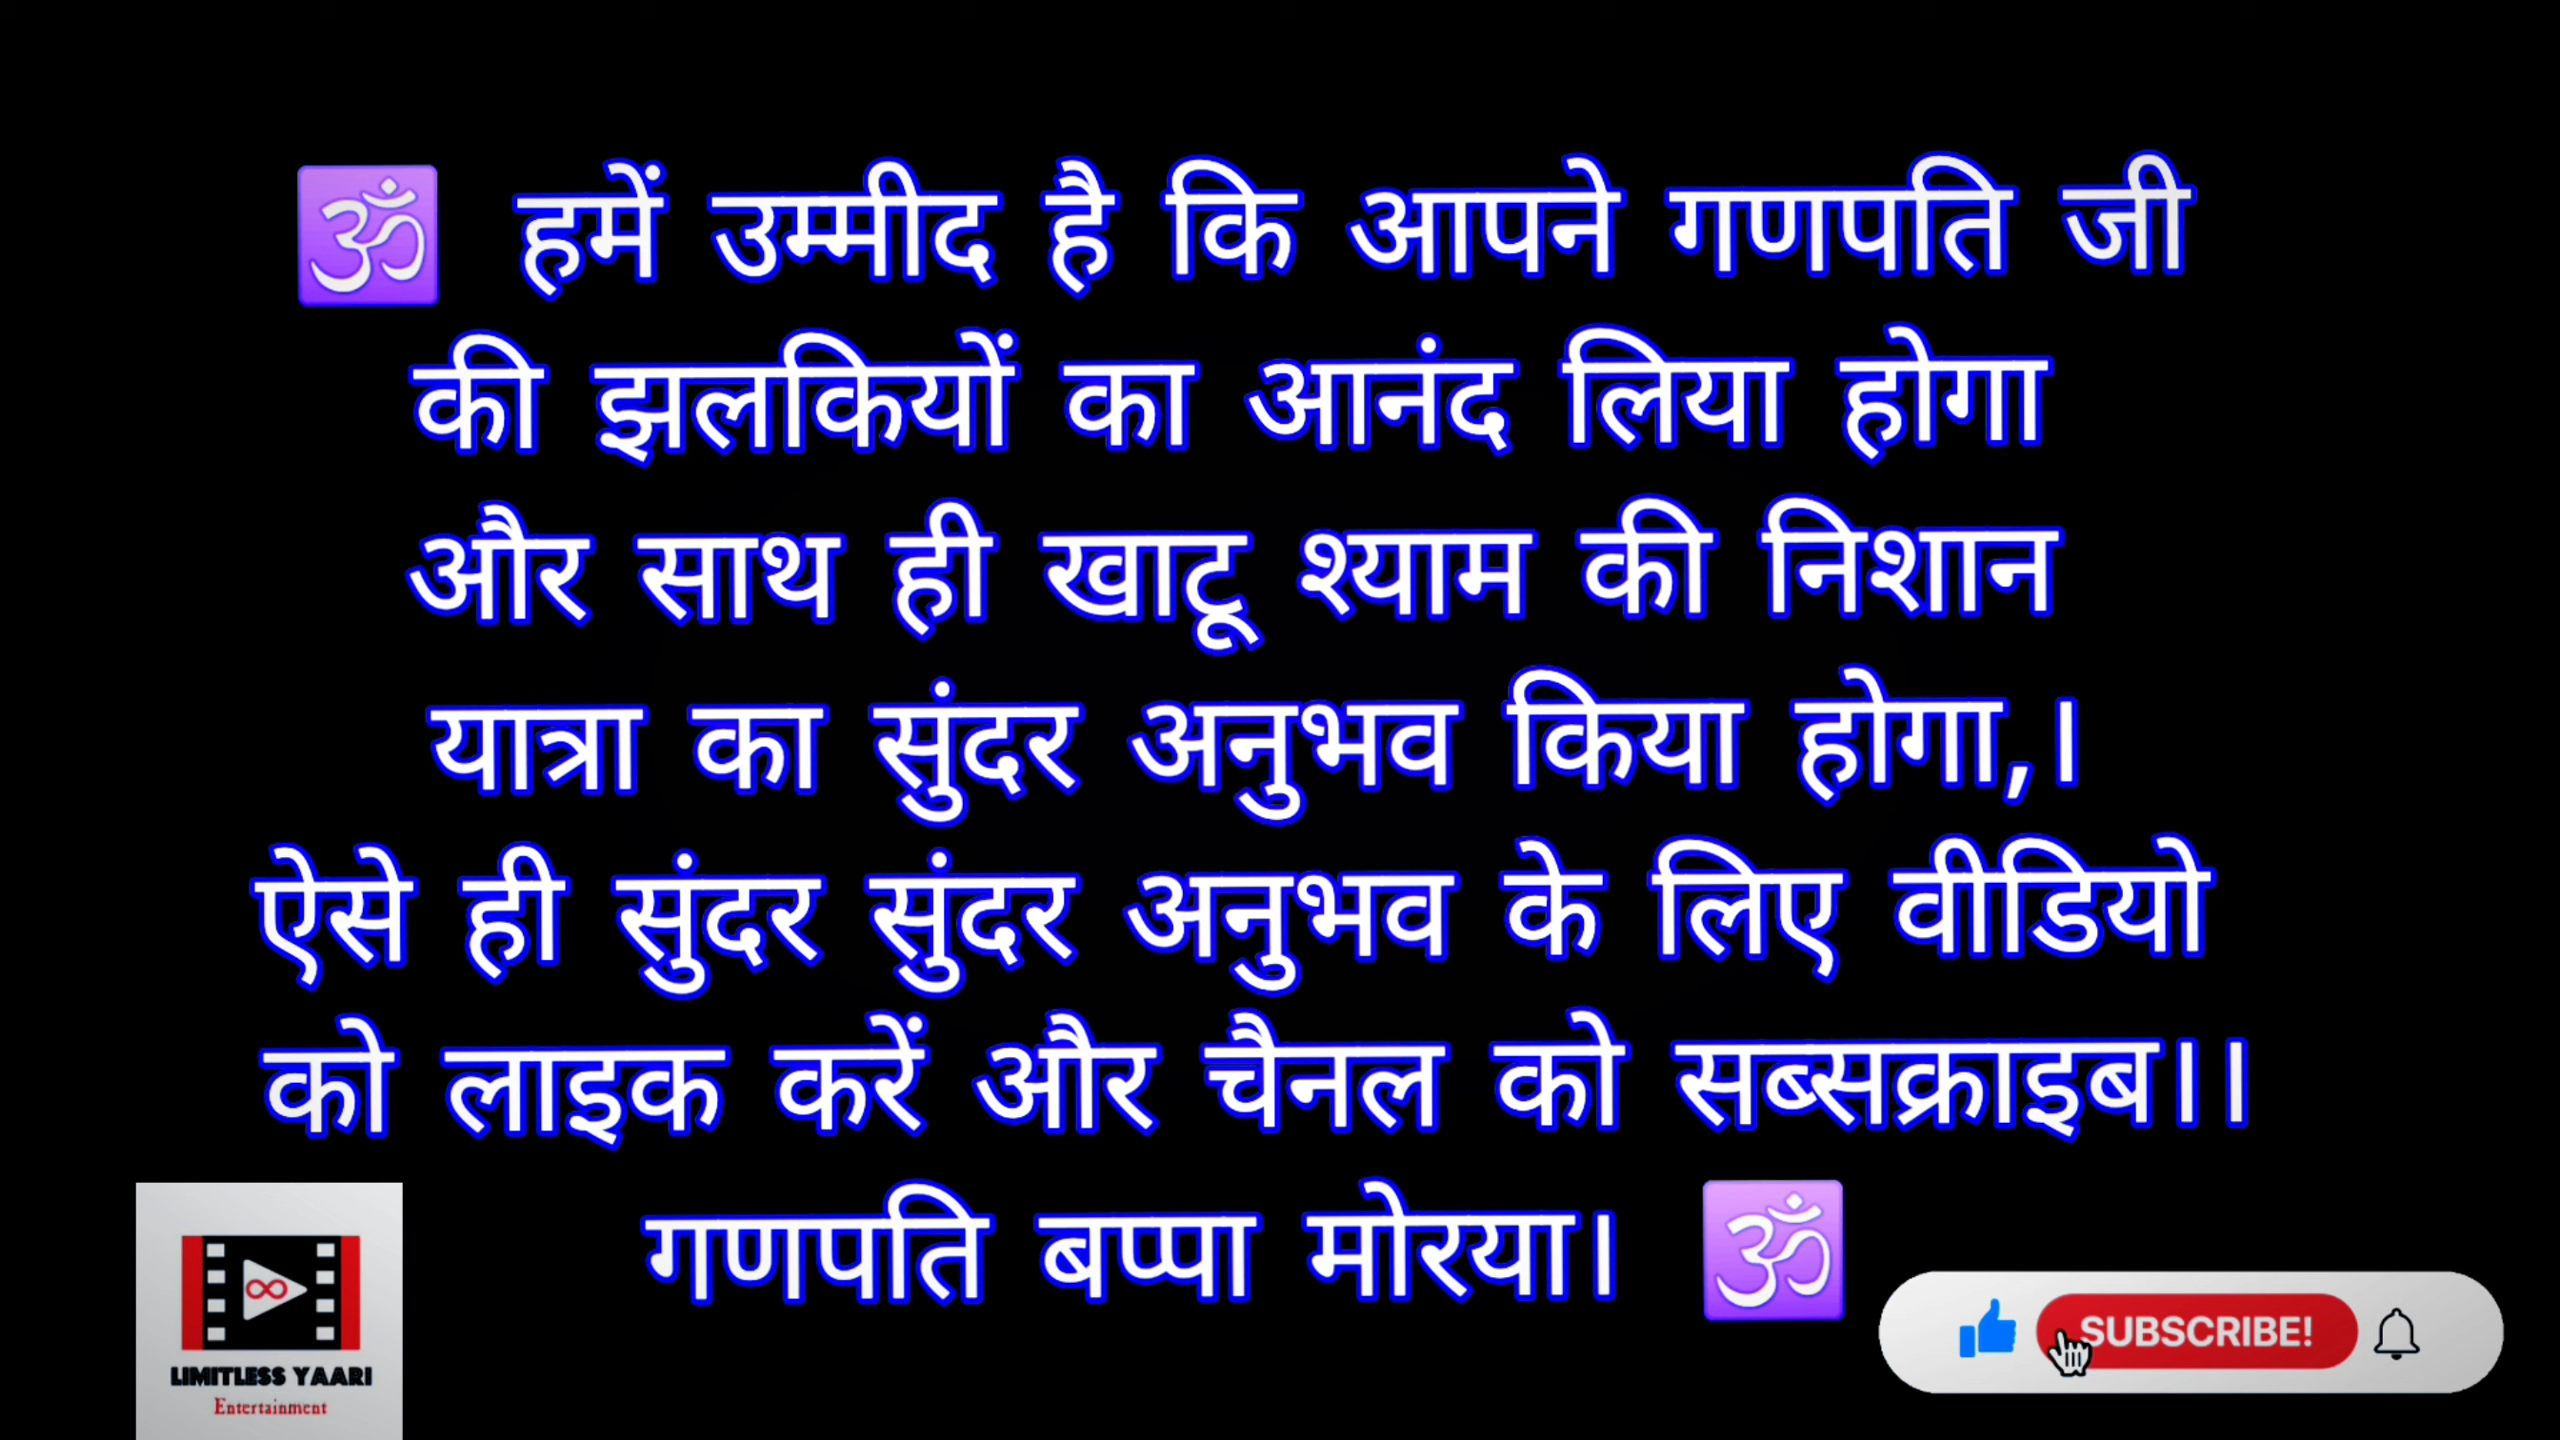 🕉 हमें उम्मीद है कि आपने गणपति जी
की झलकियों का आनंद लिया होगा
और साथ ही खाटू श्याम की निशान
यात्रा का सुंदर अनुभव किया होगा,।
ऐसे ही सुंदर सुंदर अनुभव के लिए वीडियो
को लाइक करें और चैनल को सब्सक्राइब।।
गणपति बप्पा मोरया। 🕉
LIMITLESS YAARI
Entertainment
SUBSCRIBE!